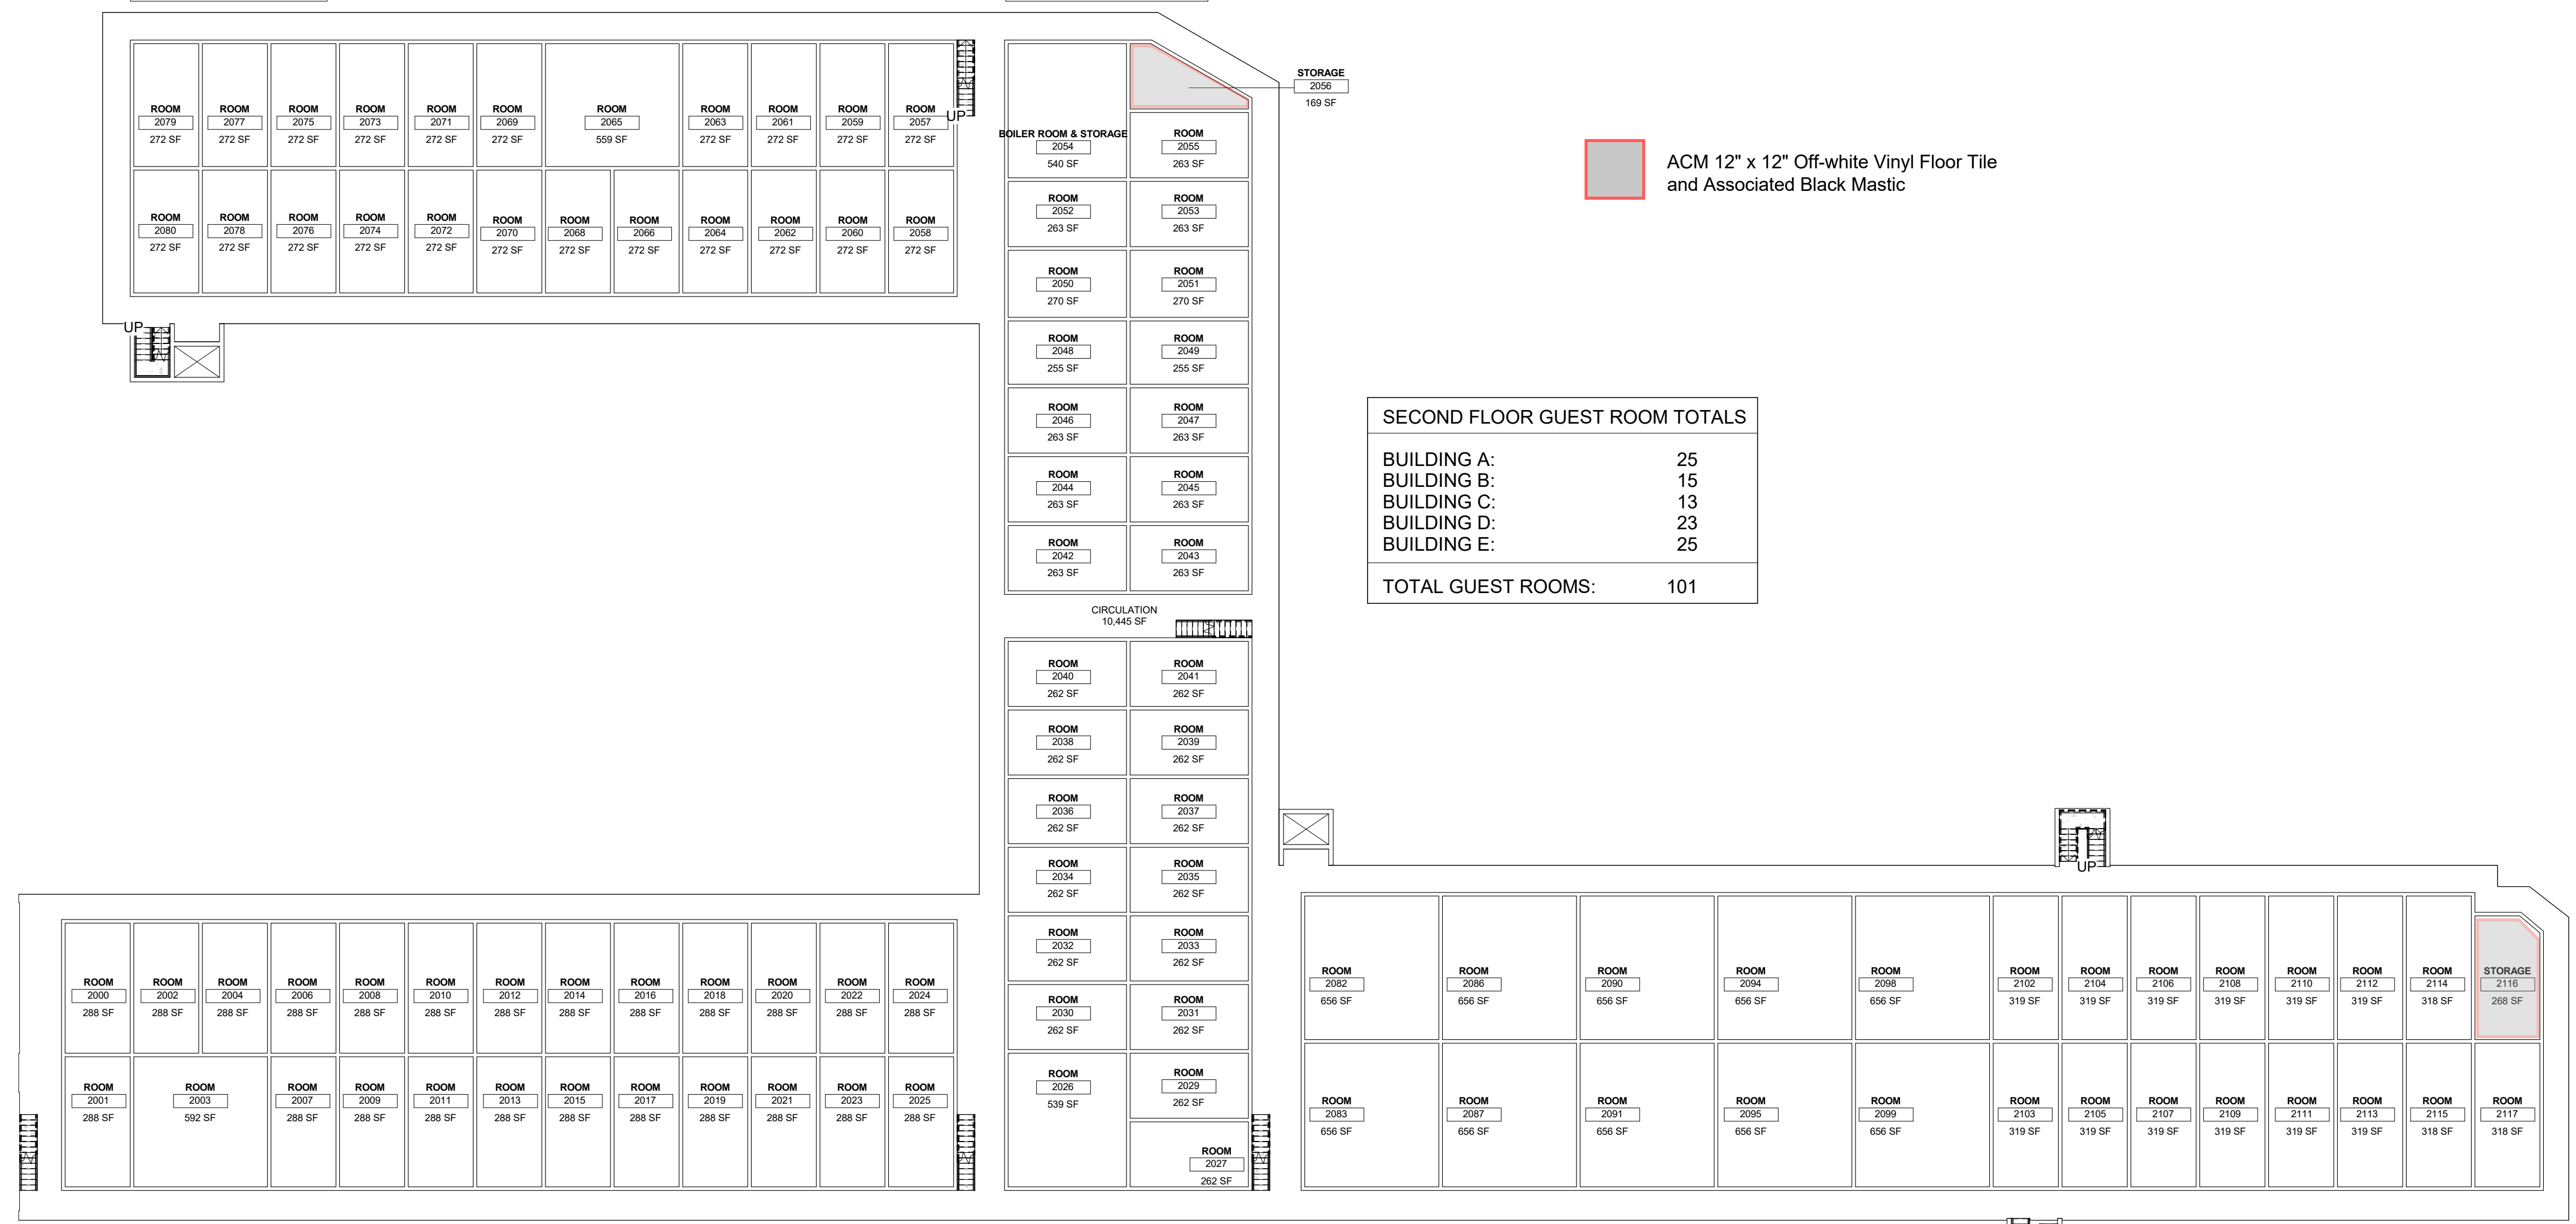 ROOM
2079
272 SF
ROOM
2077
272 SF
ROOM
2075
272 SF
ROOM
2073
272 SF
ROOM
2071
272 SF
ROOM
2069
272 SF
ROOM
2065
559 SF
ROOM
2063
272 SF
ROOM
2061
272 SF
ROOM
2059
272 SF
ROOM
2057
272 SF
UP
ROOM
2080
272 SF
ROOM
2078
272 SF
ROOM
2076
272 SF
ROOM
2074
272 SF
ROOM
2072
272 SF
ROOM
2070
272 SF
ROOM
2068
272 SF
ROOM
2066
272 SF
ROOM
2064
272 SF
ROOM
2062
272 SF
ROOM
2060
272 SF
ROOM
2058
272 SF
UP
STORAGE
2056
169 SF
BOILER ROOM & STORAGE
2054
540 SF
ROOM
2055
263 SF
ROOM
2052
263 SF
ROOM
2053
263 SF
ROOM
2050
270 SF
ROOM
2051
270 SF
ROOM
2048
255 SF
ROOM
2049
255 SF
ROOM
2046
263 SF
ROOM
2047
263 SF
ROOM
2044
263 SF
ROOM
2045
263 SF
ROOM
2042
263 SF
ROOM
2043
263 SF
ACM 12" x 12" Off-white Vinyl Floor Tile
and Associated Black Mastic
SECOND FLOOR GUEST ROOM TOTALS
BUILDING A: 25
BUILDING B: 15
BUILDING C: 13
BUILDING D: 23
BUILDING E: 25
TOTAL GUEST ROOMS: 101
CIRCULATION
10,445 SF
ROOM
2040
262 SF
ROOM
2041
262 SF
ROOM
2038
262 SF
ROOM
2039
262 SF
ROOM
2036
262 SF
ROOM
2037
262 SF
ROOM
2034
262 SF
ROOM
2035
262 SF
ROOM
2032
262 SF
ROOM
2033
262 SF
ROOM
2030
262 SF
ROOM
2031
262 SF
ROOM
2026
539 SF
ROOM
2029
262 SF
ROOM
2027
262 SF
ROOM
2000
288 SF
ROOM
2002
288 SF
ROOM
2004
288 SF
ROOM
2006
288 SF
ROOM
2008
288 SF
ROOM
2010
288 SF
ROOM
2012
288 SF
ROOM
2014
288 SF
ROOM
2016
288 SF
ROOM
2018
288 SF
ROOM
2020
288 SF
ROOM
2022
288 SF
ROOM
2024
288 SF
ROOM
2001
288 SF
ROOM
2003
592 SF
ROOM
2007
288 SF
ROOM
2009
288 SF
ROOM
2011
288 SF
ROOM
2013
288 SF
ROOM
2015
288 SF
ROOM
2017
288 SF
ROOM
2019
288 SF
ROOM
2021
288 SF
ROOM
2023
288 SF
ROOM
2025
288 SF
UP
ROOM
2082
656 SF
ROOM
2086
656 SF
ROOM
2090
656 SF
ROOM
2094
656 SF
ROOM
2098
656 SF
ROOM
2102
319 SF
ROOM
2104
319 SF
ROOM
2106
319 SF
ROOM
2108
319 SF
ROOM
2110
319 SF
ROOM
2112
319 SF
ROOM
2114
318 SF
STORAGE
2116
268 SF
ROOM
2083
656 SF
ROOM
2087
656 SF
ROOM
2091
656 SF
ROOM
2095
656 SF
ROOM
2099
656 SF
ROOM
2103
319 SF
ROOM
2105
319 SF
ROOM
2107
319 SF
ROOM
2109
319 SF
ROOM
2111
319 SF
ROOM
2113
319 SF
ROOM
2115
318 SF
ROOM
2117
318 SF